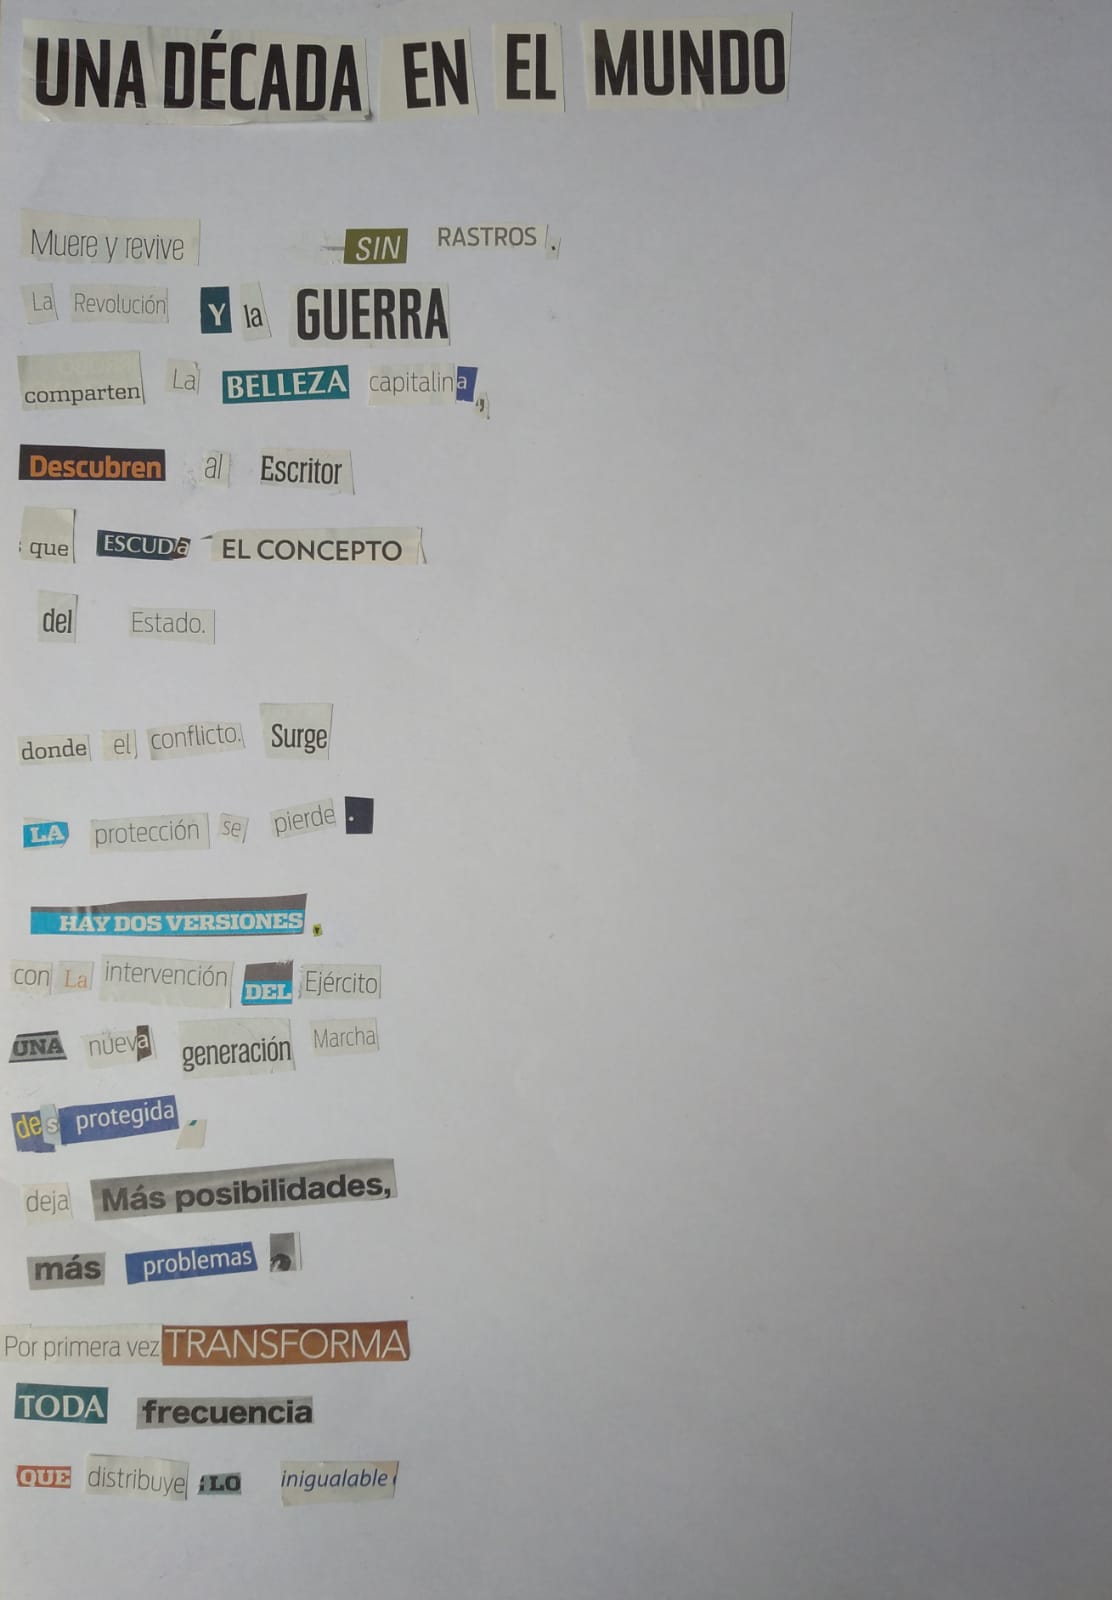 UNA DÉCADA EN EL MUNDO
Muere y revive SIN RASTROS.
La Revolución Y la GUERRA
comparten La BELLEZA capitalina,
Descubren al Escritor
que ESCUDa EL CONCEPTO
del Estado.
donde el conflicto. Surge
LA protección se pierde.
HAY DOS VERSIONES.
con La intervención DEL Ejército
UNA nueva generación Marcha
des protegida,
deja Más posibilidades,
más problemas,
Por primera vez TRANSFORMA
TODA frecuencia
QUE distribuye LO inigualable